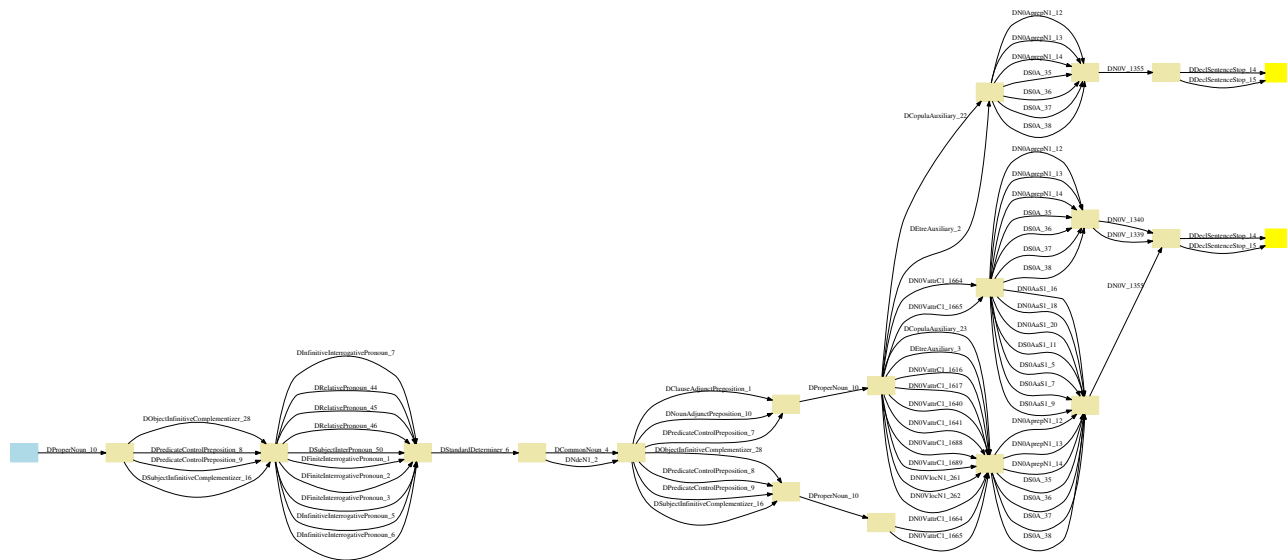 DProperNoun_10
DObjectInfinitiveComplementizer_28
DPredicateControlPreposition_8
DPredicateControlPreposition_9
DSubjectInfinitiveComplementizer_16
DInfinitiveInterrogativePronoun_7
DRelativePronoun_44
DRelativePronoun_45
DRelativePronoun_46
DSubjectInterPronoun_50
DFiniteInterrogativePronoun_1
DFiniteInterrogativePronoun_2
DFiniteInterrogativePronoun_3
DInfinitiveInterrogativePronoun_5
DInfinitiveInterrogativePronoun_6
DStandardDeterminer_6
DCommonNoun_4
DNdeN1_2
DClauseAdjunctPreposition_1
DNounAdjunctPreposition_10
DPredicateControlPreposition_7
DObjectInfinitiveComplementizer_28
DPredicateControlPreposition_8
DPredicateControlPreposition_9
DSubjectInfinitiveComplementizer_16
DProperNoun_10
DProperNoun_10
DCopulaAuxiliary_22
DEtreAuxiliary_2
DN0VattrC1_1664
DN0VattrC1_1665
DCopulaAuxiliary_23
DEtreAuxiliary_3
DN0VattrC1_1616
DN0VattrC1_1617
DN0VattrC1_1640
DN0VattrC1_1641
DN0VattrC1_1688
DN0VattrC1_1689
DN0VlocN1_261
DN0VlocN1_262
DN0VattrC1_1664
DN0VattrC1_1665
DN0AprepN1_12
DN0AprepN1_13
DN0AprepN1_14
DS0A_35
DS0A_36
DS0A_37
DS0A_38
DN0V_1355
DDeclSentenceStop_14
DDeclSentenceStop_15
DN0AprepN1_12
DN0AprepN1_13
DN0AprepN1_14
DS0A_35
DS0A_36
DS0A_37
DS0A_38
DN0V_1340
DN0V_1339
DDeclSentenceStop_14
DDeclSentenceStop_15
DN0AaS1_16
DN0AaS1_18
DN0AaS1_20
DS0AaS1_11
DS0AaS1_5
DS0AaS1_7
DS0AaS1_9
DN0V_1355
DN0AprepN1_12
DN0AprepN1_13
DN0AprepN1_14
DS0A_35
DS0A_36
DS0A_37
DS0A_38